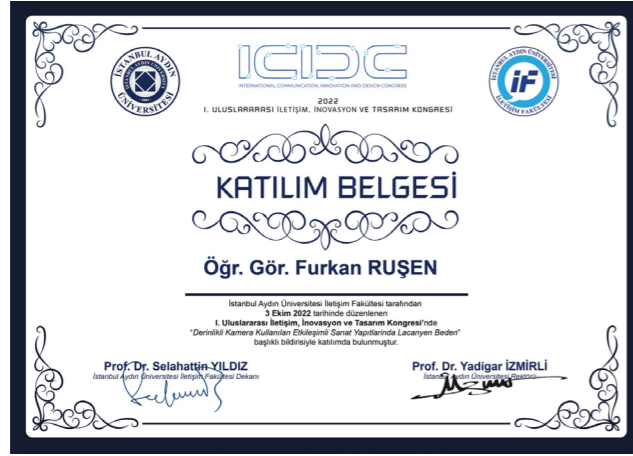 İSTANBUL AYDIN ÜNİVERSİTESİ
ICIDC
INTERNATIONAL COMMUNICATION, INNOVATION AND DESIGN CONGRESS
2022
I. ULUSLARARASI İLETİŞİM, İNOVASYON VE TASARIM KONGRESİ
İSTANBUL AYDIN ÜNİVERSİTESİ
iF
İLETİŞİM FAKÜLTESİ
KATILIM BELGESİ
Öğr. Gör. Furkan RUŞEN
İstanbul Aydın Üniversitesi İletişim Fakültesi tarafından
3 Ekim 2022 tarihinde düzenlenen
I. Uluslararası İletişim, İnovasyon ve Tasarım Kongresi'nde
"Derinlikli Kamera Kullanılan Etkileşimli Sanat Yapıtlarında Lacanyen Beden"
başlıklı bildirisiyle katılımda bulunmuştur.
Prof. Dr. Selahattin YILDIZ
İstanbul Aydın Üniversitesi İletişim Fakültesi Dekanı
Prof. Dr. Yadigar İZMİRLİ
İstanbul Aydın Üniversitesi Rektörü